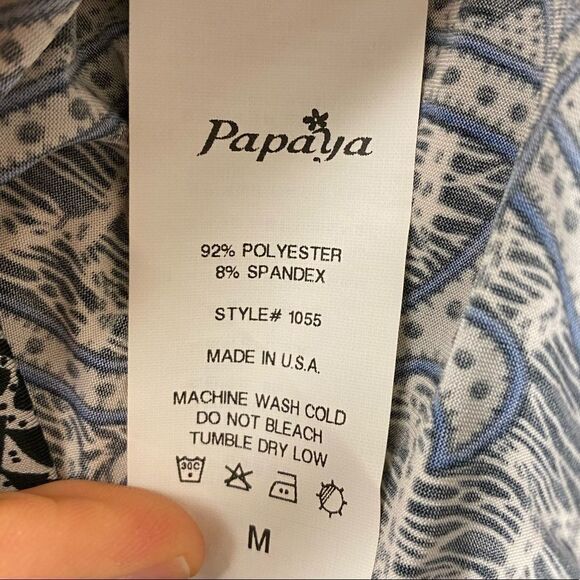 Papaya
92% POLYESTER
8% SPANDEX
STYLE# 1055
MADE IN U.S.A.
MACHINE WASH COLD
DO NOT BLEACH
TUMBLE DRY LOW
30C
M